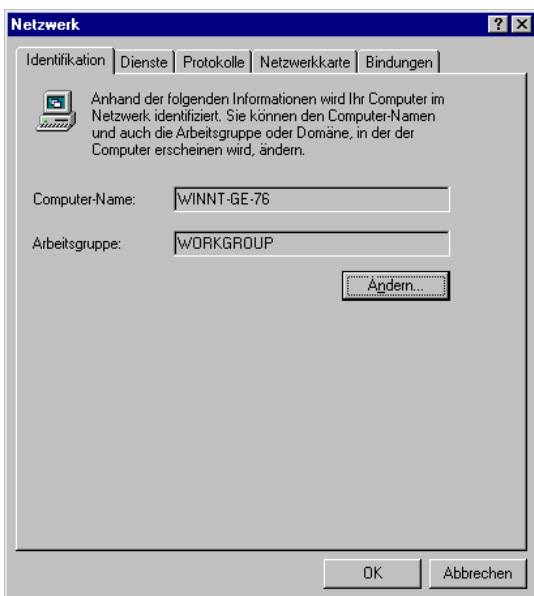 Netzwerk
Identifikation Dienste Protokolle Netzwerkkarte Bindungen
Anhand der folgenden Informationen wird Ihr Computer im
Netzwerk identifiziert. Sie können den Computer-Namen
und auch die Arbeitsgruppe oder Domäne, in der der
Computer erscheinen wird, ändern.
Computer-Name: WINNT-GE-76
Arbeitsgruppe: WORKGROUP
Ändern...
OK Abbrechen